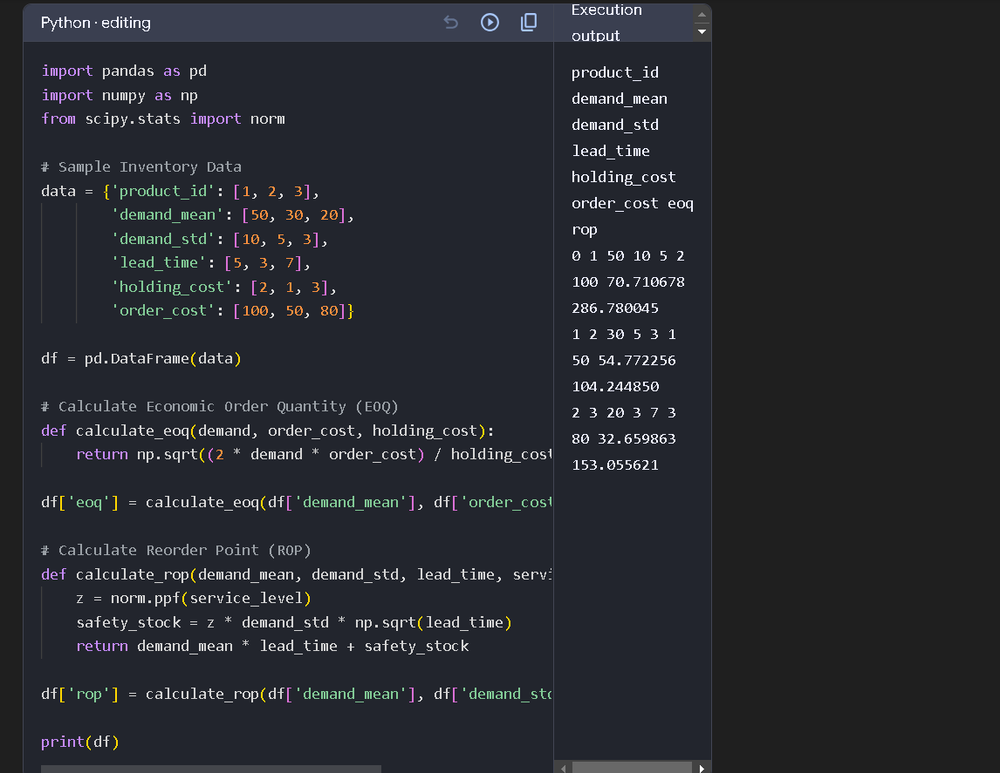 Python · editing
import pandas as pd
import numpy as np
from scipy.stats import norm
# Sample Inventory Data
data = {'product_id': [1, 2, 3],
'demand_mean': [50, 30, 20],
'demand_std': [10, 5, 3],
'lead_time': [5, 3, 7],
'holding_cost': [2, 1, 3],
'order_cost': [100, 50, 80]}
df = pd.DataFrame(data)
# Calculate Economic Order Quantity (EOQ)
def calculate_eoq(demand, order_cost, holding_cost):
return np.sqrt((2 * demand * order_cost) / holding_cost
df['eoq'] = calculate_eoq(df['demand_mean'], df['order_cost
# Calculate Reorder Point (ROP)
def calculate_rop(demand_mean, demand_std, lead_time, servi
z = norm.ppf(service_level)
safety_stock = z * demand_std * np.sqrt(lead_time)
return demand_mean * lead_time + safety_stock
df['rop'] = calculate_rop(df['demand_mean'], df['demand_std
print(df)
Execution
output
product_id
demand_mean
demand_std
lead_time
holding_cost
order_cost eoq
rop
0 1 50 10 5 2
100 70.710678
286.780045
1 2 30 5 3 1
50 54.772256
104.244850
2 3 20 3 7 3
80 32.659863
153.055621